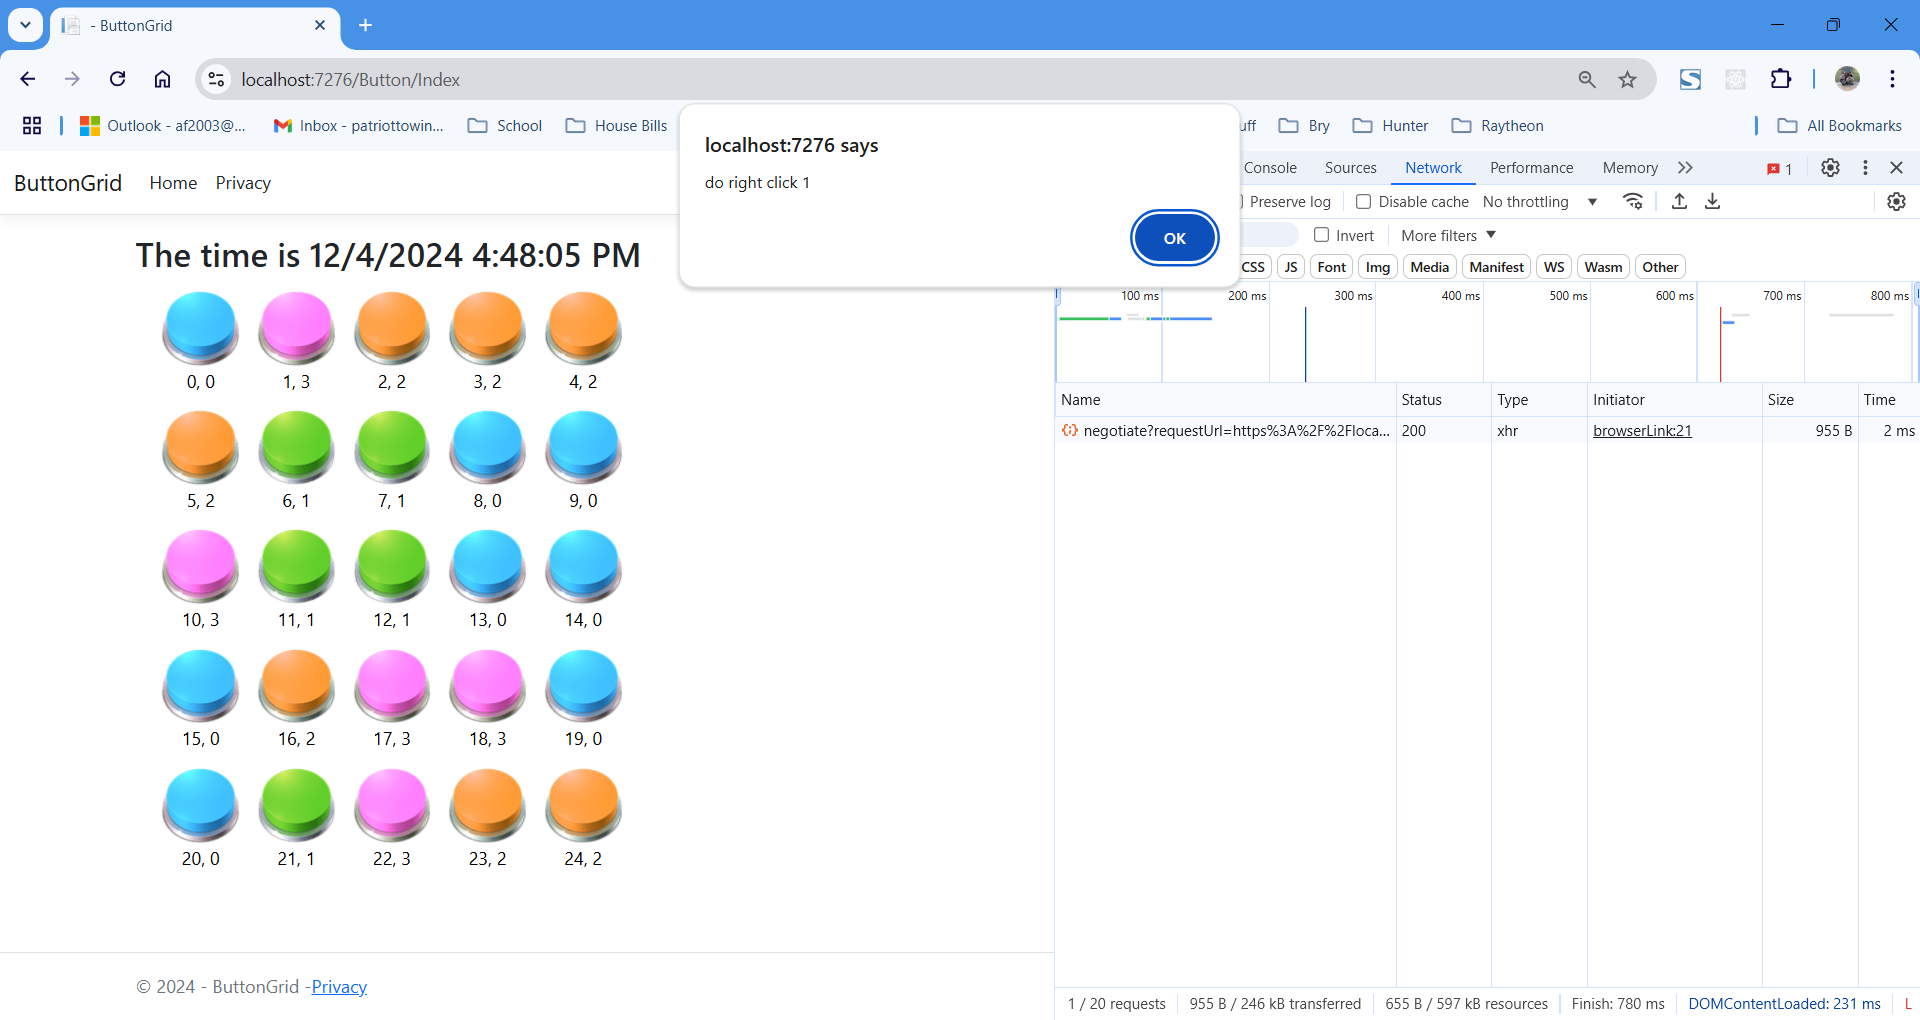 - ButtonGrid
localhost:7276/Button/Index
Outlook - af2003@...
Inbox - patriottowin...
School
House Bills
uff
Bry
Hunter
Raytheon
All Bookmarks
localhost:7276 says
do right click 1
OK
ButtonGrid
Home
Privacy
The time is 12/4/2024 4:48:05 PM
0, 0
1, 3
2, 2
3, 2
4, 2
5, 2
6, 1
7, 1
8, 0
9, 0
10, 3
11, 1
12, 1
13, 0
14, 0
15, 0
16, 2
17, 3
18, 3
19, 0
20, 0
21, 1
22, 3
23, 2
24, 2
© 2024 - ButtonGrid -Privacy
Console
Sources
Network
Performance
Memory
1
Preserve log
Disable cache
No throttling
Invert
More filters
CSS
JS
Font
Img
Media
Manifest
WS
Wasm
Other
100 ms
200 ms
300 ms
400 ms
500 ms
600 ms
700 ms
800 ms
Name
Status
Type
Initiator
Size
Time
negotiate?requestUrl=https%3A%2F%2Floca...
200
xhr
browserLink:21
955 B
2 ms
1 / 20 requests
955 B / 246 kB transferred
655 B / 597 kB resources
Finish: 780 ms
DOMContentLoaded: 231 ms
L